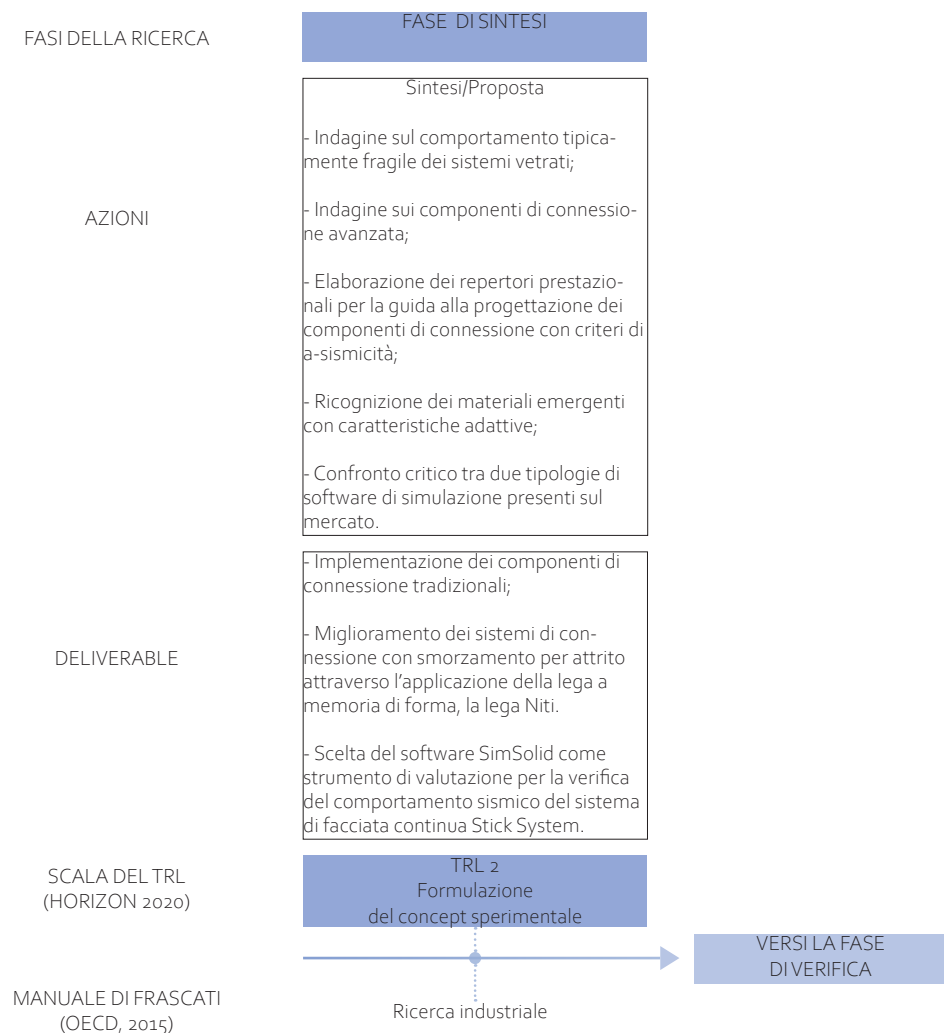 FASI DELLA RICERCA
FASE DI SINTESI
AZIONI
Sintesi/Proposta
- Indagine sul comportamento tipica-
mente fragile dei sistemi vetrati;
- Indagine sui componenti di connessio-
ne avanzata;
- Elaborazione dei repertori prestazio-
nali per la guida alla progettazione dei
componenti di connessione con criteri di
a-sismicità;
- Ricognizione dei materiali emergenti
con caratteristiche adattive;
- Confronto critico tra due tipologie di
software di simulazione presenti sul
mercato.
DELIVERABLE
- Implementazione dei componenti di
connessione tradizionali;
- Miglioramento dei sistemi di con-
nessione con smorzamento per attrito
attraverso l'applicazione della lega a
memoria di forma, la lega Niti.
- Scelta del software SimSolid come
strumento di valutazione per la verifica
del comportamento sismico del sistema
di facciata continua Stick System.
SCALA DEL TRL
(HORIZON 2020)
TRL 2
Formulazione
del concept sperimentale
VERSI LA FASE
DI VERIFICA
MANUALE DI FRASCATI
(OECD, 2015)
Ricerca industriale